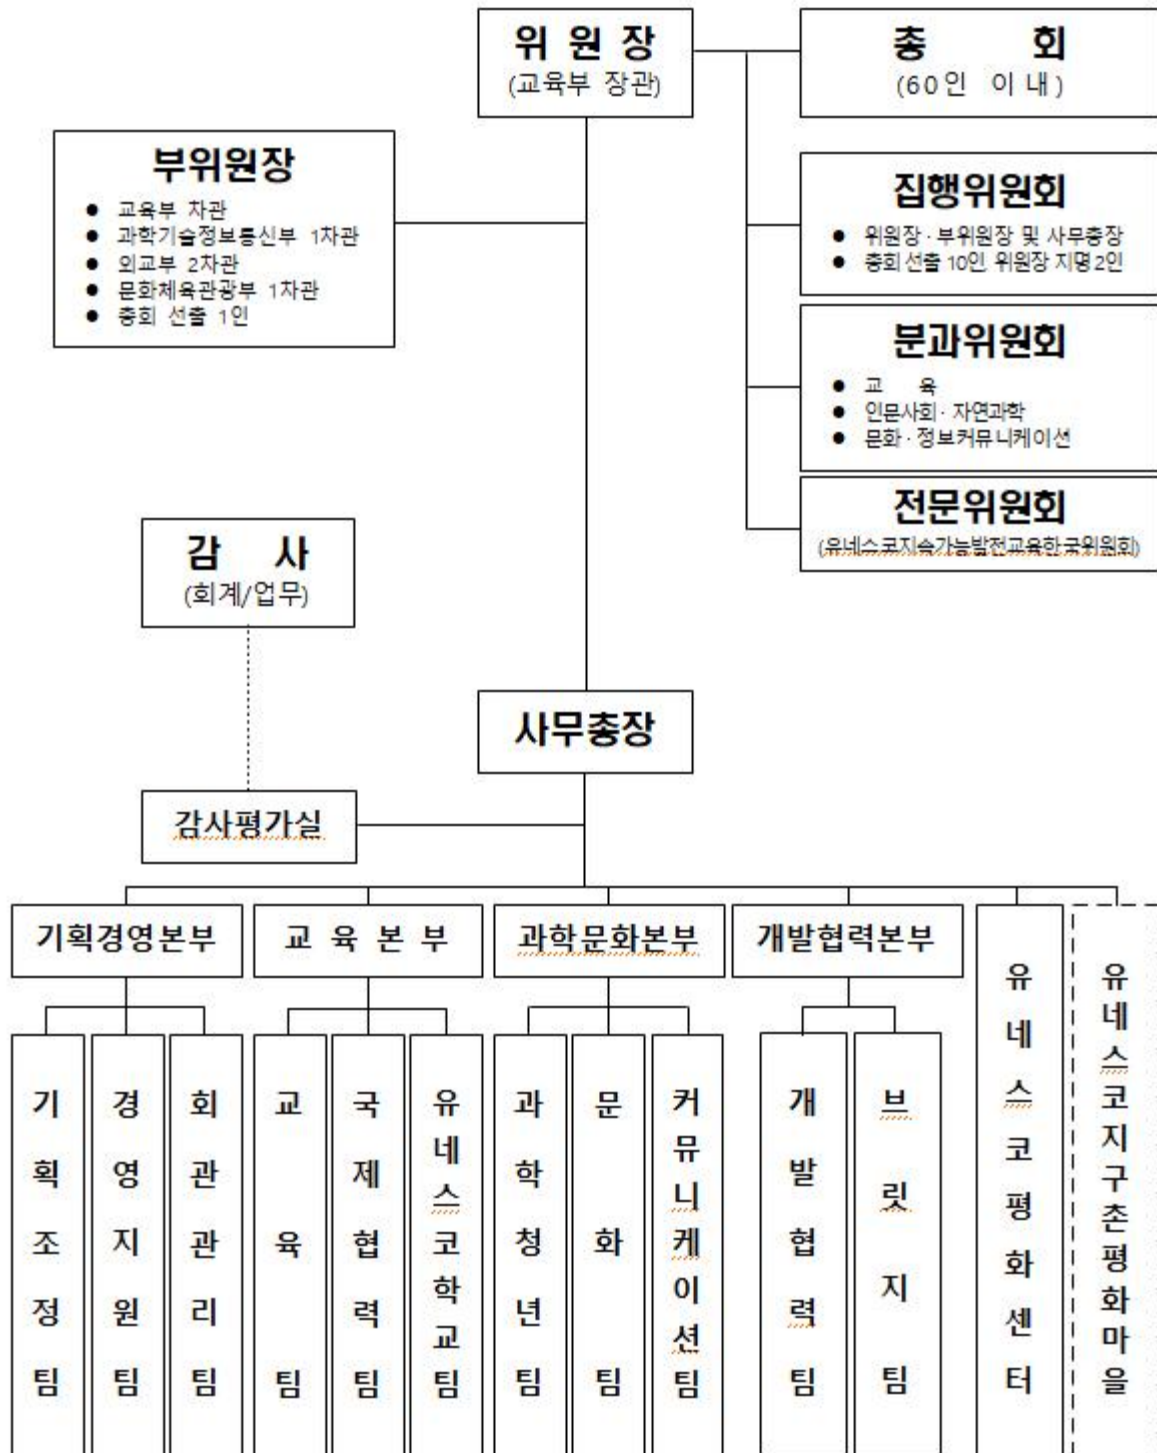 위 원 장
(교육부 장관)
총 회
(60인 이내)
부위원장
● 교육부 차관
● 과학기술정보통신부 1차관
● 외교부 2차관
● 문화체육관광부 1차관
● 총회 선출 1인
집행위원회
● 위원장·부위원장 및 사무총장
● 총회 선출 10인, 위원장 지명 2인
분과위원회
● 교 육
● 인문사회·자연과학
● 문화·정보커뮤니케이션
전문위원회
(유네스코지속가능발전교육한국위원회)
감 사
(회계/업무)
사무총장
감사평가실
기획경영본부
교 육 본 부
과학문화본부
개발협력본부
기획조정팀
경영지원팀
회관관리팀
교육팀
국제협력팀
유네스코학교팀
과학청년팀
문화팀
커뮤니케이션팀
개발협력팀
브릿지팀
유네스코평화센터
유네스코지구촌평화마을